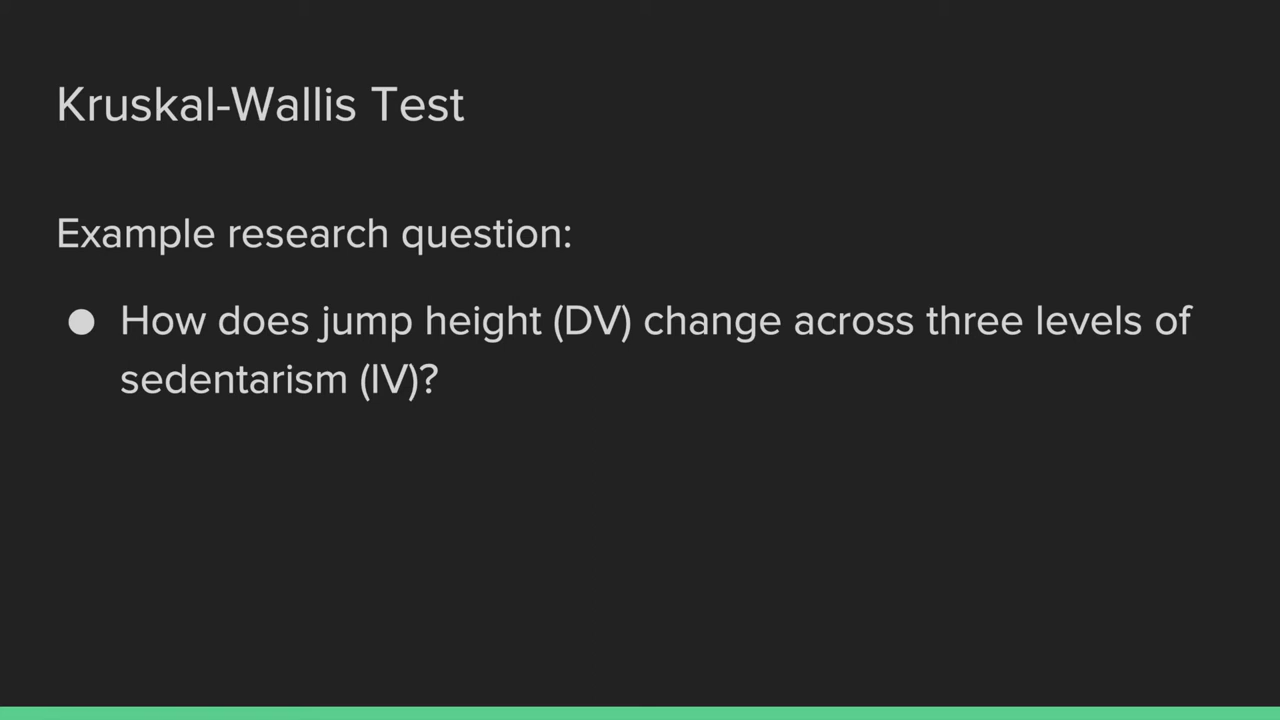 Kruskal-Wallis Test
Example research question:
● How does jump height (DV) change across three levels of
sedentarism (IV)?